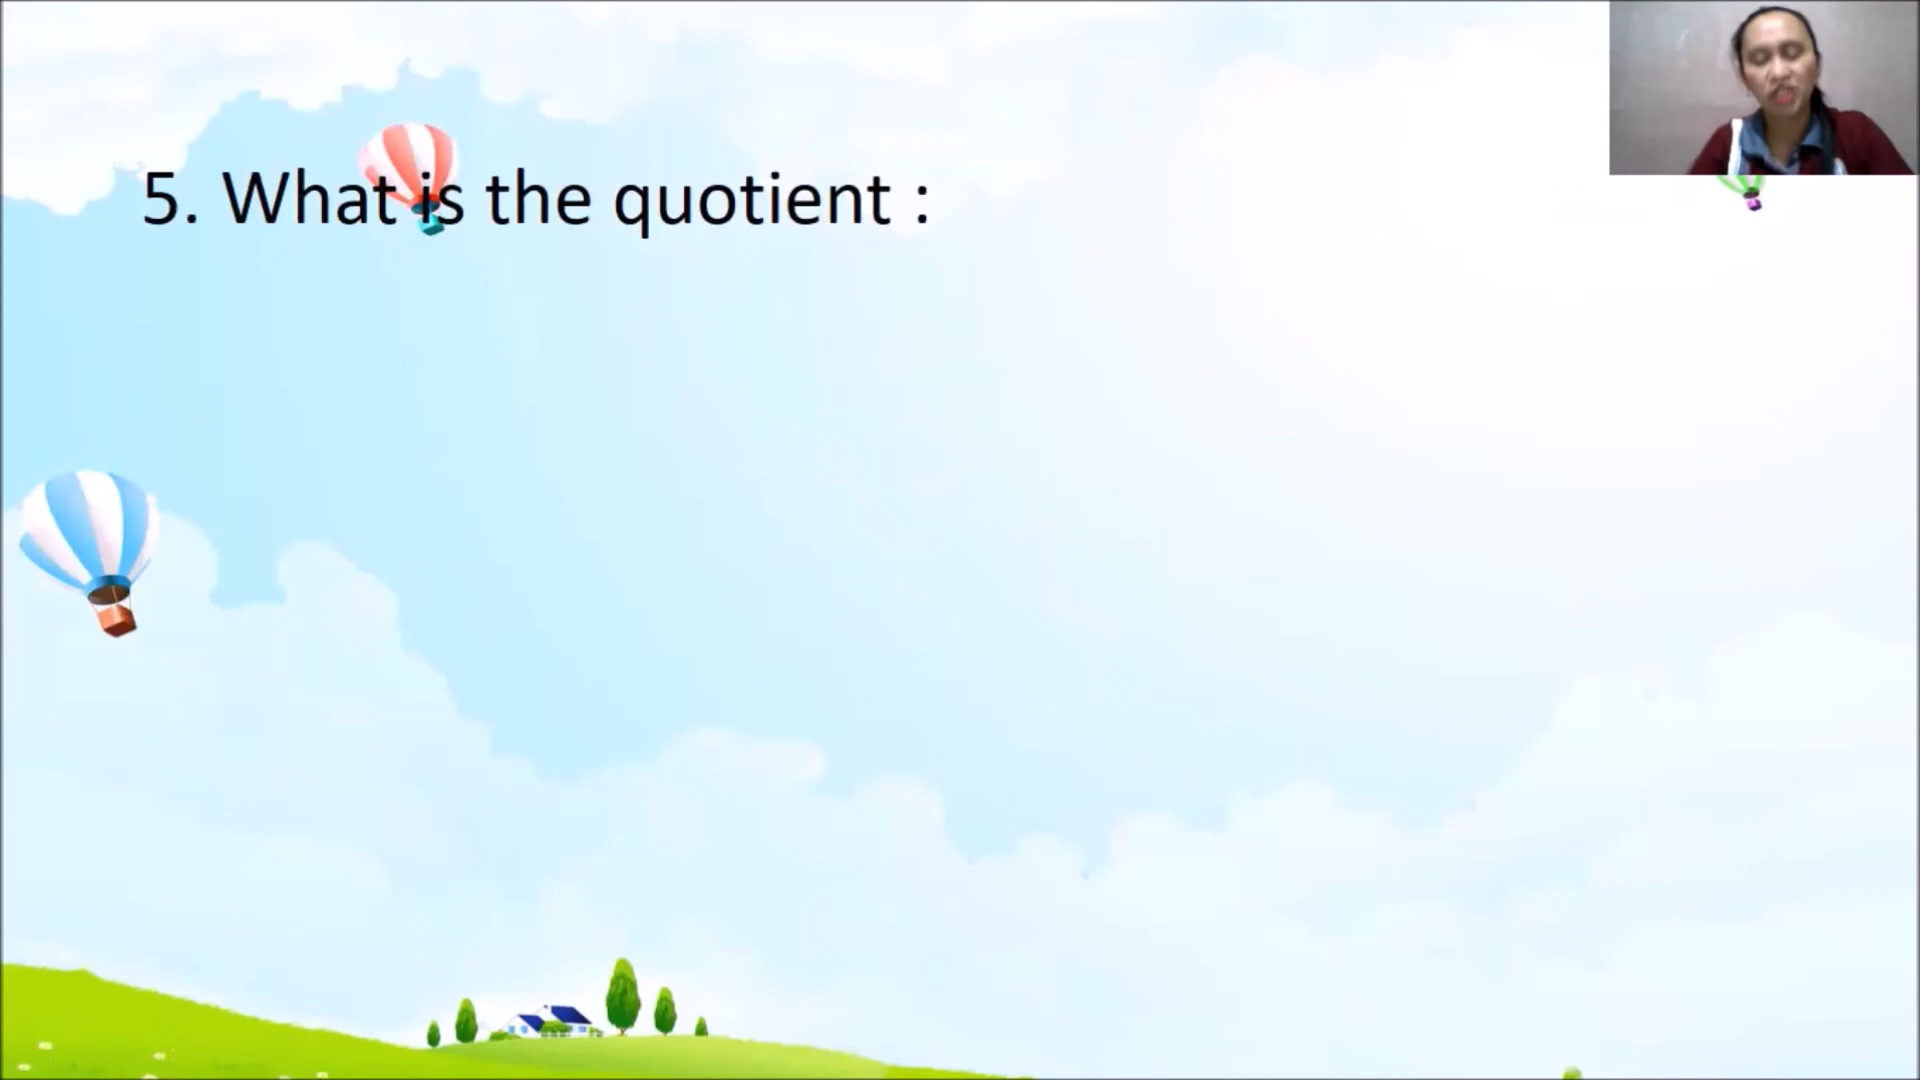 5. What is the quotient :